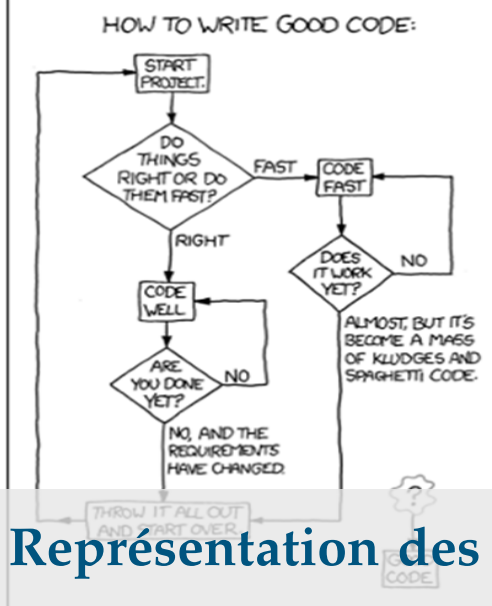 HOW TO WRITE GOOD CODE:
START
PROJECT.
DO
THINGS
RIGHT OR DO
THEM FAST?
FAST
CODE
FAST
RIGHT
DOES
IT WORK
YET?
NO
CODE
WELL
ALMOST, BUT IT'S
BECOME A MASS
OF KLUDGES AND
SPAGHETTI CODE.
ARE
YOU DONE
YET?
NO
NO, AND THE
REQUIREMENTS
HAVE CHANGED.
THROW IT ALL OUT
AND START OVER.
?
GOOD
CODE
Représentation des